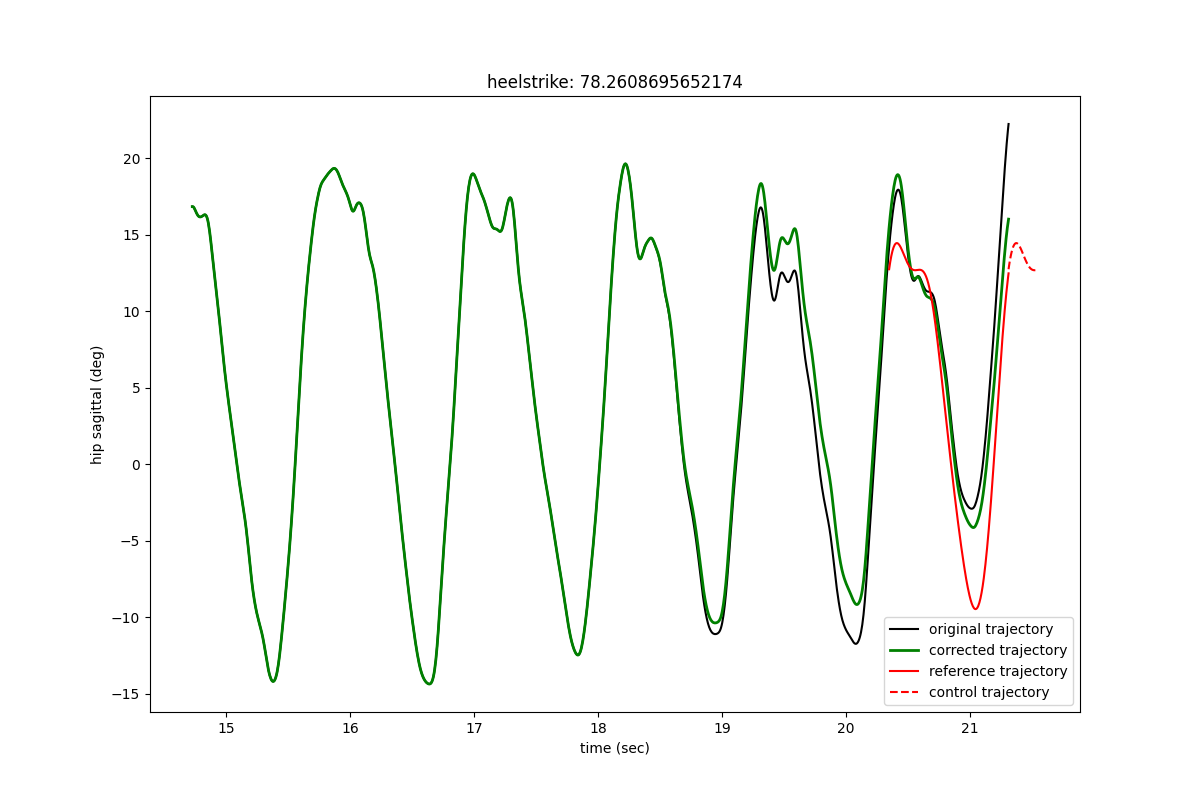 heelstrike: 78.2608695652174
hip sagittal (deg)
20
15
10
5
0
−5
−10
−15
15 16 17 18 19 20 21
time (sec)
original trajectory
corrected trajectory
reference trajectory
control trajectory